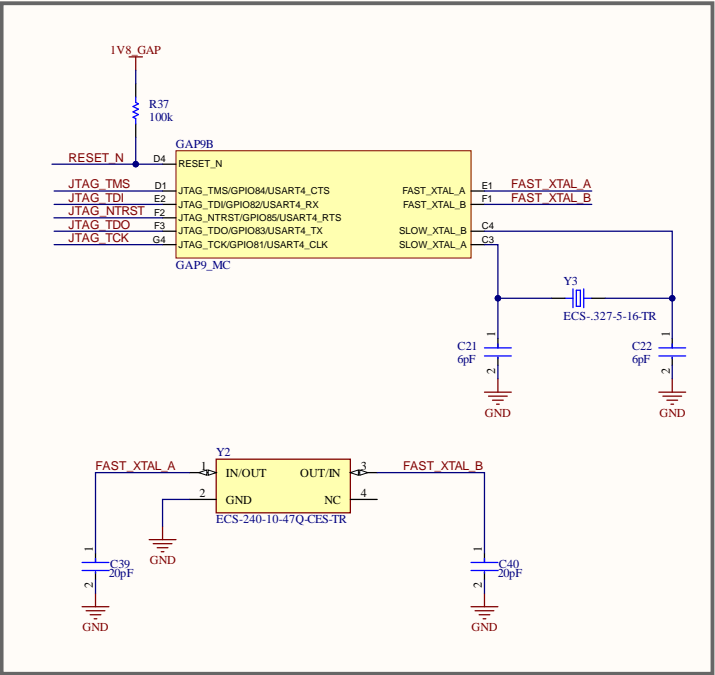 1V8_GAP
R37
100k
GAP9B
RESET_N D4 RESET_N
JTAG_TMS D1 JTAG_TMS/GPIO84/USART4_CTS FAST_XTAL_A E1 FAST_XTAL_A
JTAG_TDI E2 JTAG_TDI/GPIO82/USART4_RX FAST_XTAL_B F1 FAST_XTAL_B
JTAG_NTRST F2 JTAG_NTRST/GPIO85/USART4_RTS
JTAG_TDO F3 JTAG_TDO/GPIO83/USART4_TX SLOW_XTAL_B C4
JTAG_TCK G4 JTAG_TCK/GPIO81/USART4_CLK SLOW_XTAL_A C3
GAP9_MC
Y3
ECS-.327-5-16-TR
1 1
C21 C22
6pF 6pF
2 2
GND GND
Y2
FAST_XTAL_A 1 IN/OUT OUT/IN 3 FAST_XTAL_B
2 GND NC 4
ECS-240-10-47Q-CES-TR
1 1
GND
C39 C40
20pF 20pF
2 2
GND GND